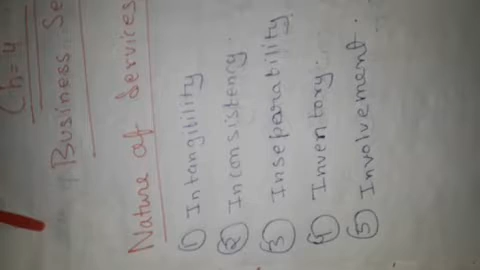 Ch=4
Business Se
Nature of Services
① Intangibility
② Inconsistency.
③ Inseparability
④ Inventory.
⑤ Involvement.